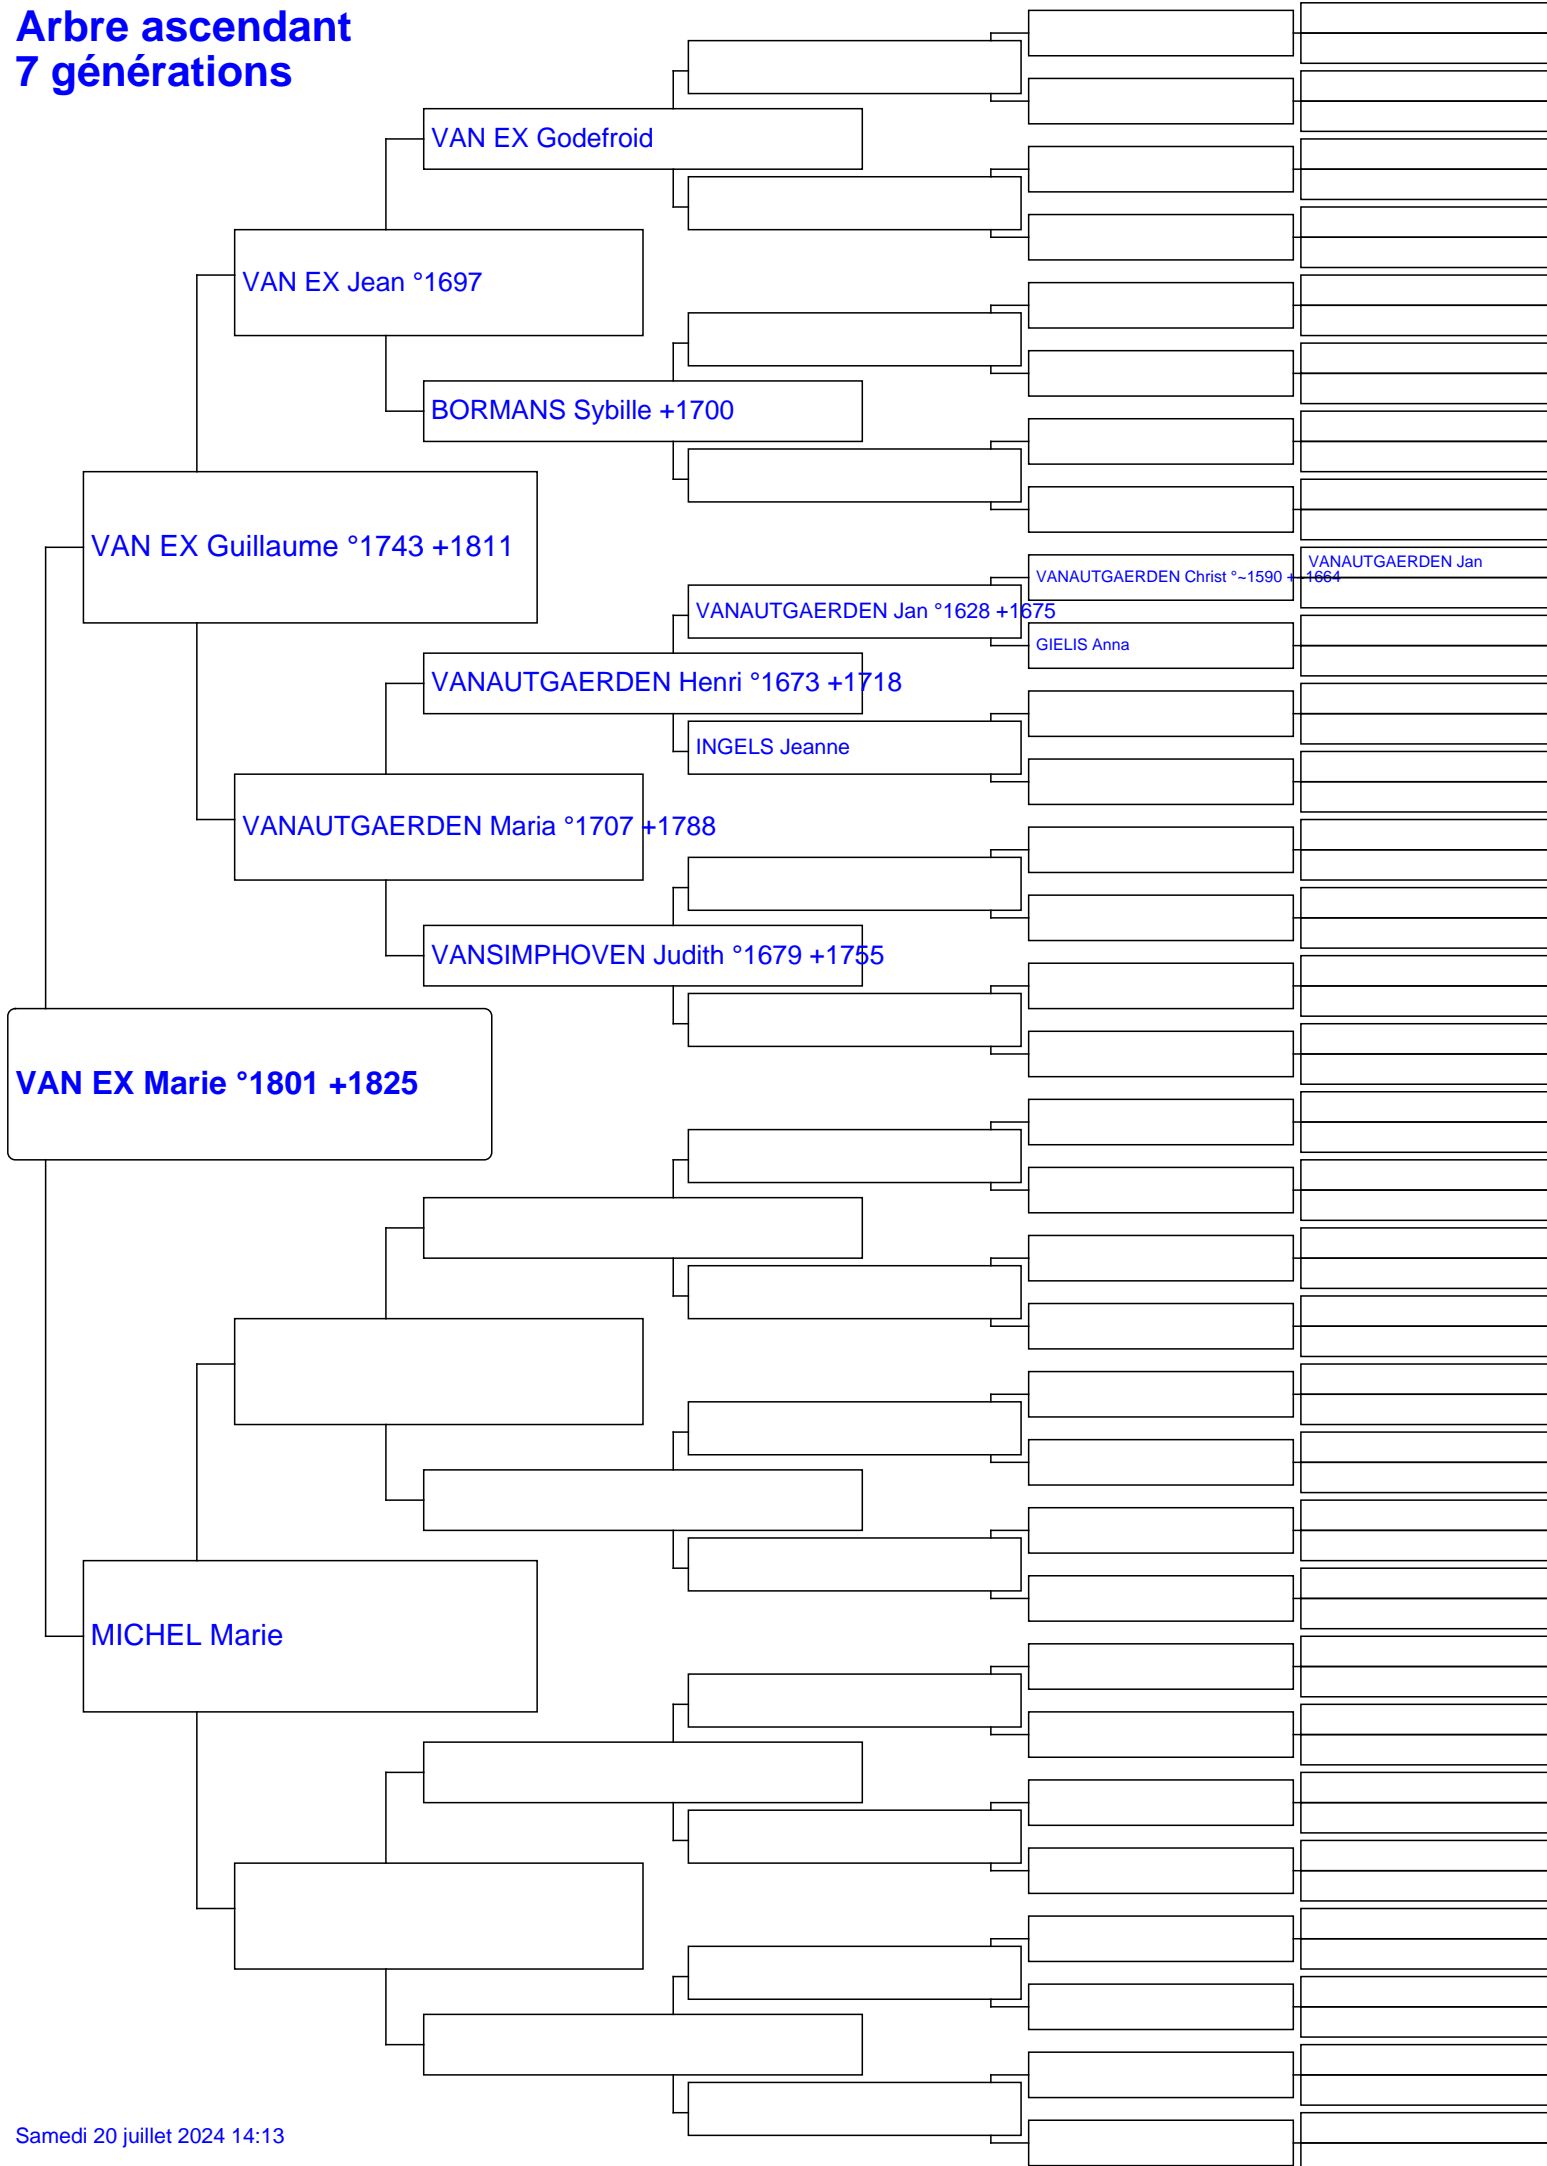 Arbre ascendant
7 générations
VAN EX Godefroid
VAN EX Jean °1697
BORMANS Sybille +1700
VAN EX Guillaume °1743 +1811
VANAUTGAERDEN Jan
VANAUTGAERDEN Christ °~1590 +~1664
VANAUTGAERDEN Jan °1628 +1675
GIELIS Anna
VANAUTGAERDEN Henri °1673 +1718
INGELS Jeanne
VANAUTGAERDEN Maria °1707 +1788
VANSIMPHOVEN Judith °1679 +1755
VAN EX Marie °1801 +1825
MICHEL Marie
Samedi 20 juillet 2024 14:13